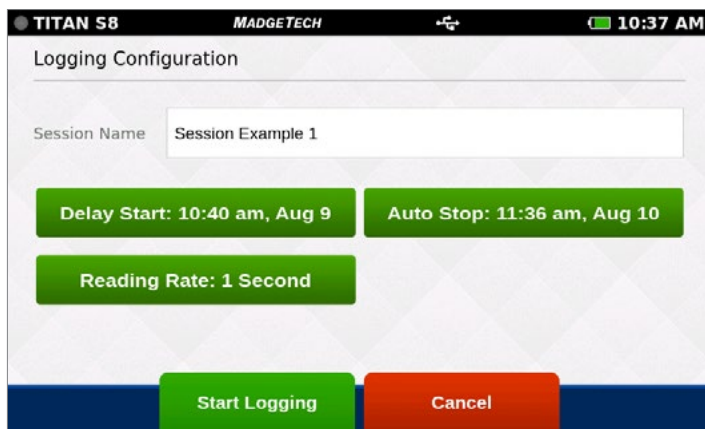 TITAN S8 MADGETECH 10:37 AM
Logging Configuration
Session Name Session Example 1
Delay Start: 10:40 am, Aug 9 Auto Stop: 11:36 am, Aug 10
Reading Rate: 1 Second
Start Logging Cancel